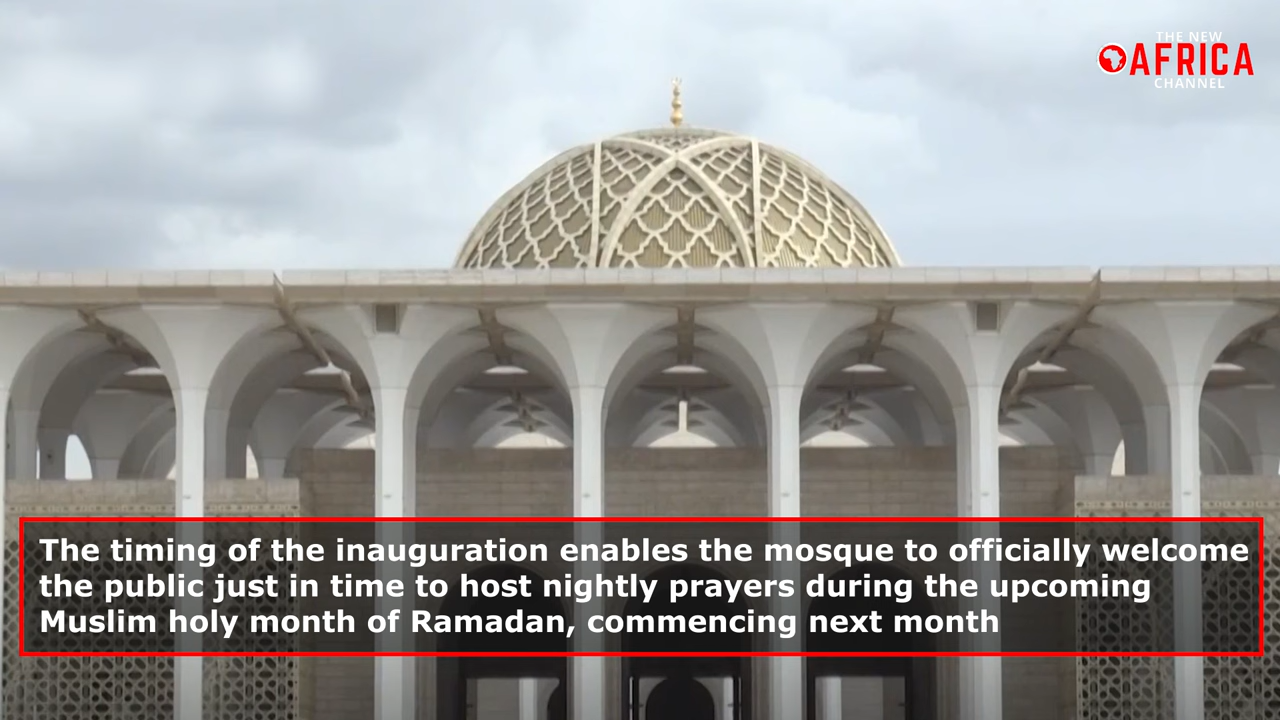 THE NEW
AFRICA
CHANNEL
The timing of the inauguration enables the mosque to officially welcome
the public just in time to host nightly prayers during the upcoming
Muslim holy month of Ramadan, commencing next month